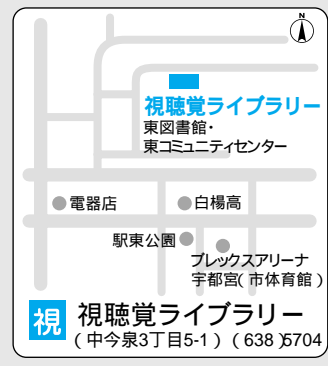 N
視聴覚ライブラリー
東図書館・
東コミュニティセンター
電器店
白楊高
駅東公園
ブレックスアリーナ
宇都宮(市体育館)
視 視聴覚ライブラリー
(中今泉3丁目5-1)(638)5704